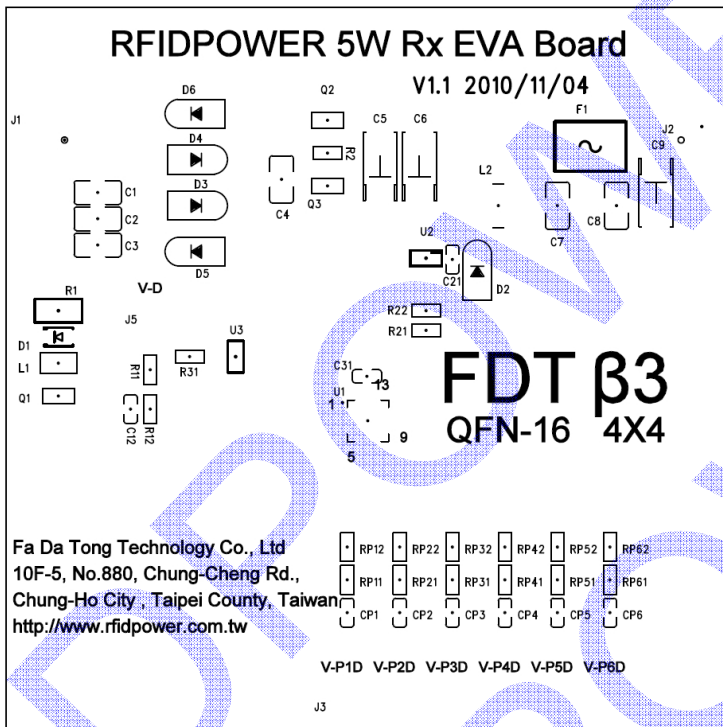 RFIDPOWER 5W Rx EVA Board
V1.1 2010/11/04
D6
Q2
F1
J1
C5 C6
J2
D4
R2
C9
L2
D3
Q3
C1
C4
C2
C7
C8
C3
U2
D5
C21
D2
V-D
R1
R22
J5
U3
R21
D1
L1
R11
R31
C31
13
FDT β3
Q1
U1
1
C12
R12
QFN-16 4X4
9
5
Fa Da Tong Technology Co., Ltd
10F-5, No.880, Chung-Cheng Rd.,
Chung-Ho City , Taipei County, Taiwan
http://www.rfidpower.com.tw
RP12 RP22 RP32 RP42 RP52 RP62
RP11 RP21 RP31 RP41 RP51 RP61
CP1 CP2 CP3 CP4 CP5 CP6
V-P1D V-P2D V-P3D V-P4D V-P5D V-P6D
J3